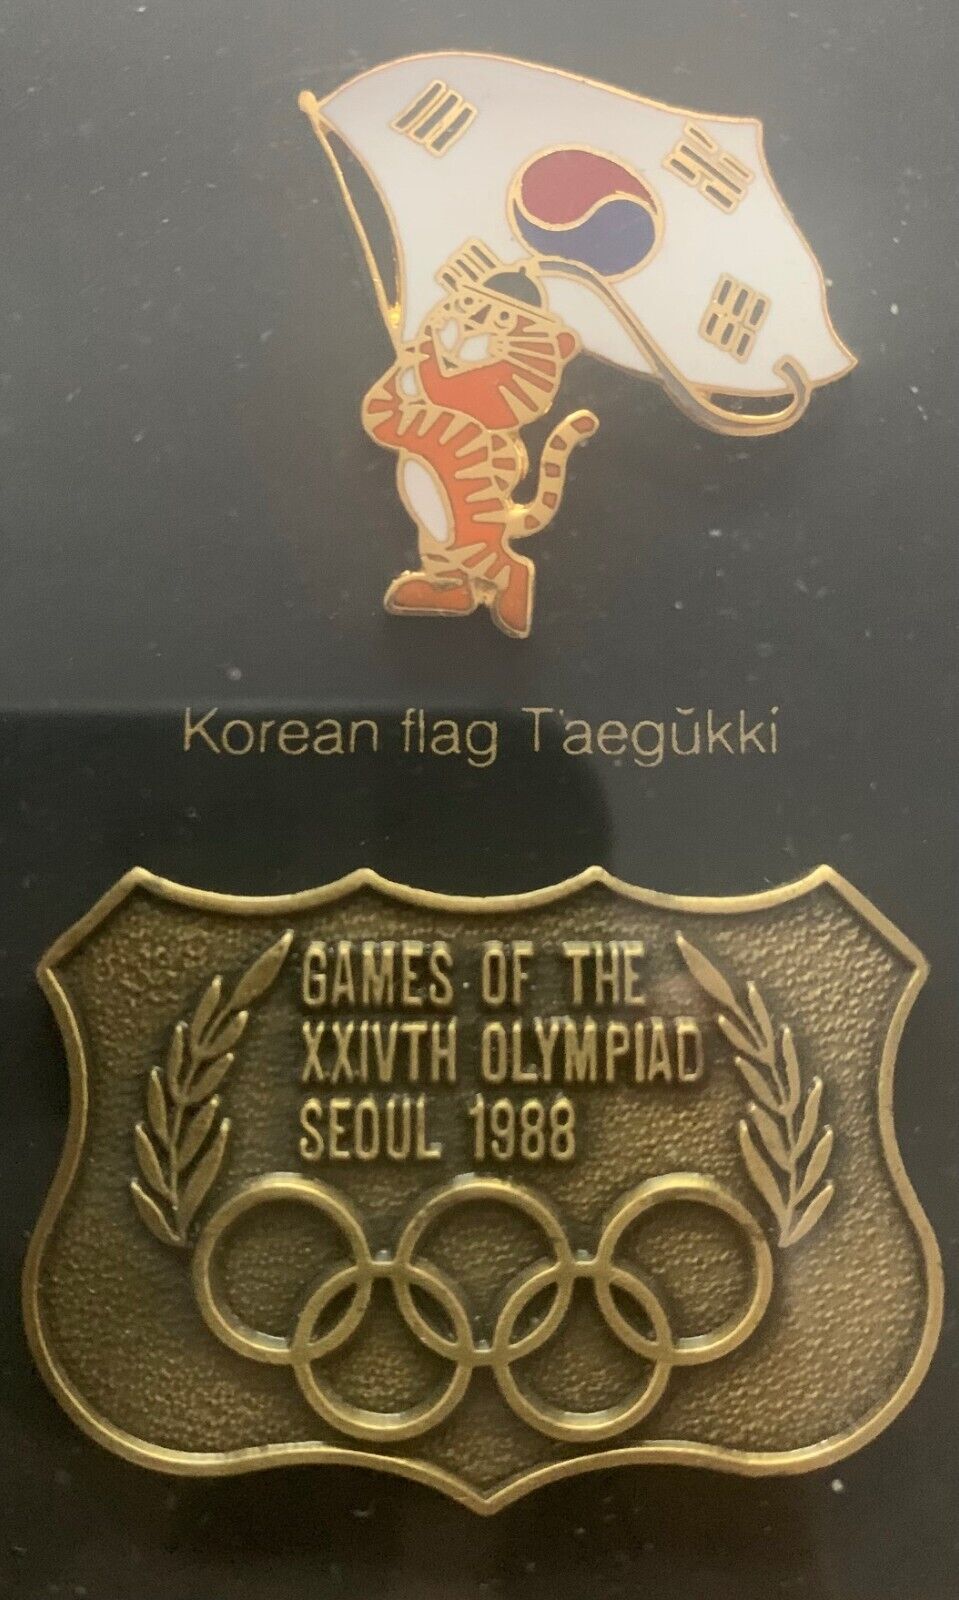 Korean flag T'aegŭkki
GAMES OF THE
XXIVTH OLYMPIAD
SEOUL 1988